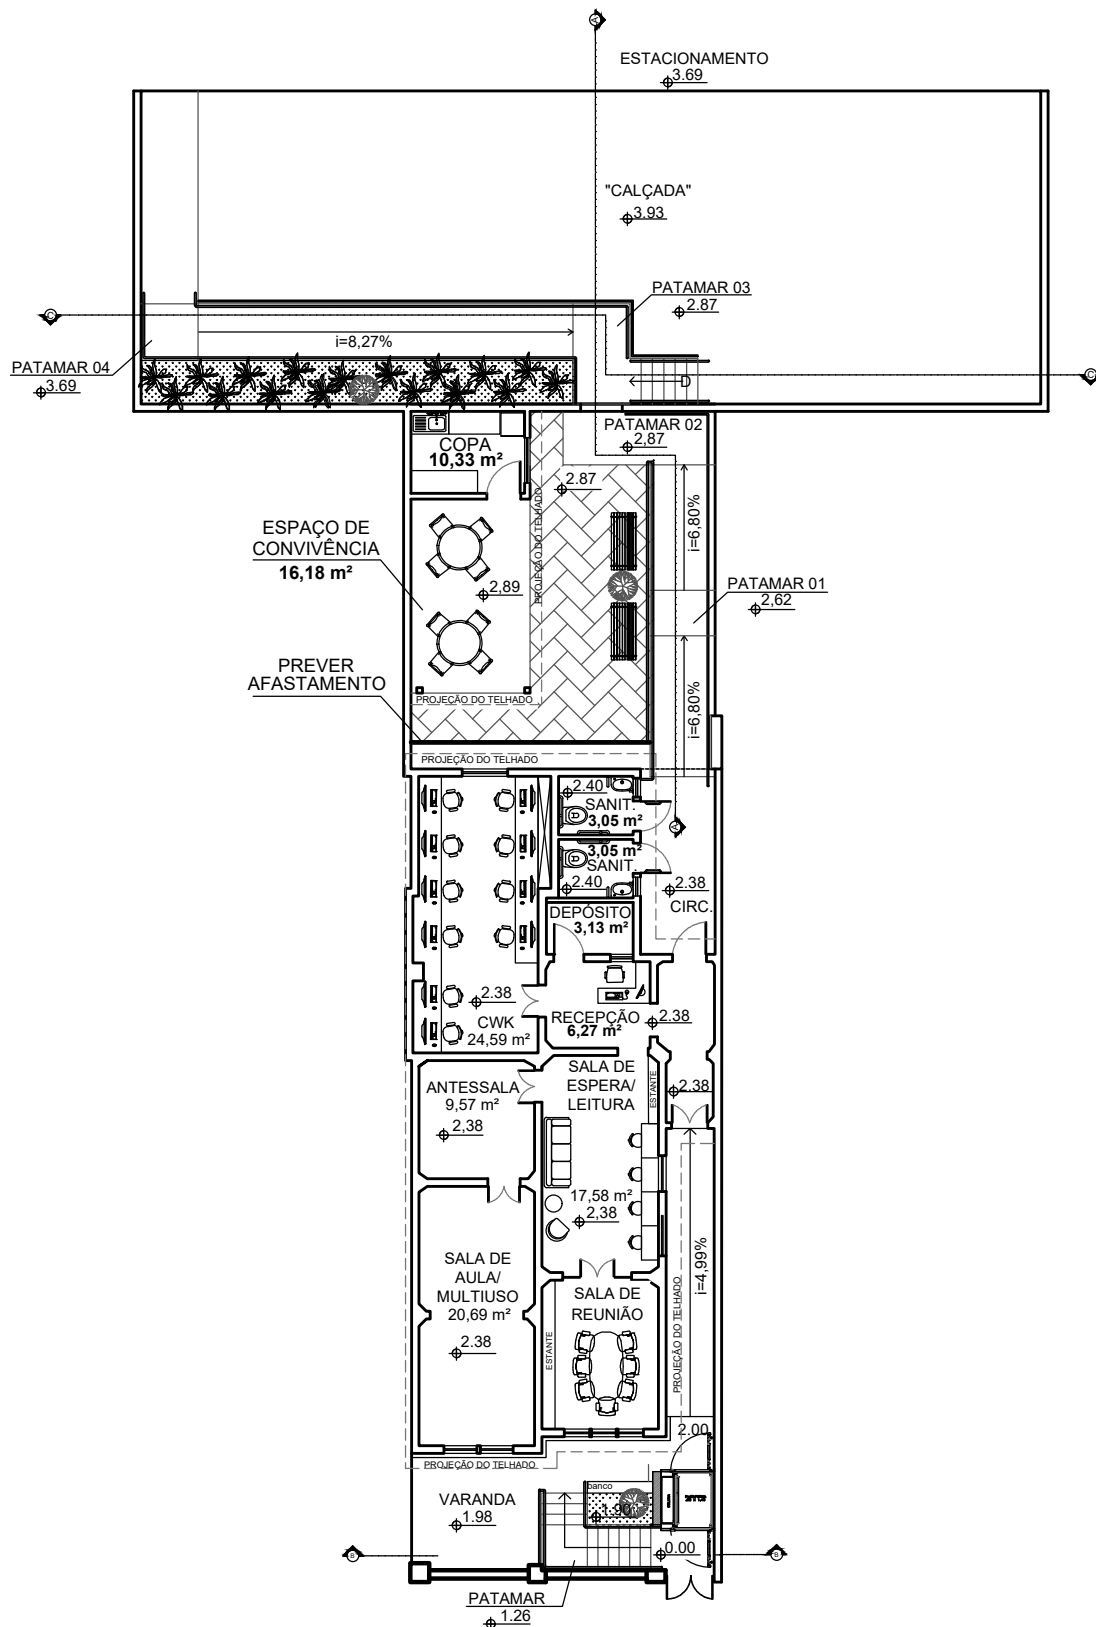 A
ESTACIONAMENTO
3.69
"CALÇADA"
3.93
PATAMAR 03
2.87
C
i=8,27%
PATAMAR 04
3.69
D
C
PATAMAR 02
2,87
COPA
10,33 m²
2.87
PROJEÇÃO DO TELHADO
i=6,80%
ESPAÇO DE
CONVIVÊNCIA
16,18 m²
2,89
PATAMAR 01
2,62
PREVER
AFASTAMENTO
PROJEÇÃO DO TELHADO
i=6,80%
PROJEÇÃO DO TELHADO
2.40
SANIT.
3,05 m²
A
3,05 m²
SANIT.
2.40
2.38
CIRC.
DEPÓSITO
3,13 m²
2.38
CWK
24,59 m²
RECEPÇÃO
6,27 m²
2.38
SALA DE
ESPERA/
LEITURA
ESTANTE
2.38
ANTESSALA
9,57 m²
2,38
17,58 m²
2,38
i=4,99%
PROJEÇÃO DO TELHADO
SALA DE
AULA/
MULTIUSO
20,69 m²
2.38
SALA DE
REUNIÃO
ESTANTE
2.00
PROJEÇÃO DO TELHADO
banco
1.90
VARANDA
1.98
0.00
B
B
PATAMAR
1.26